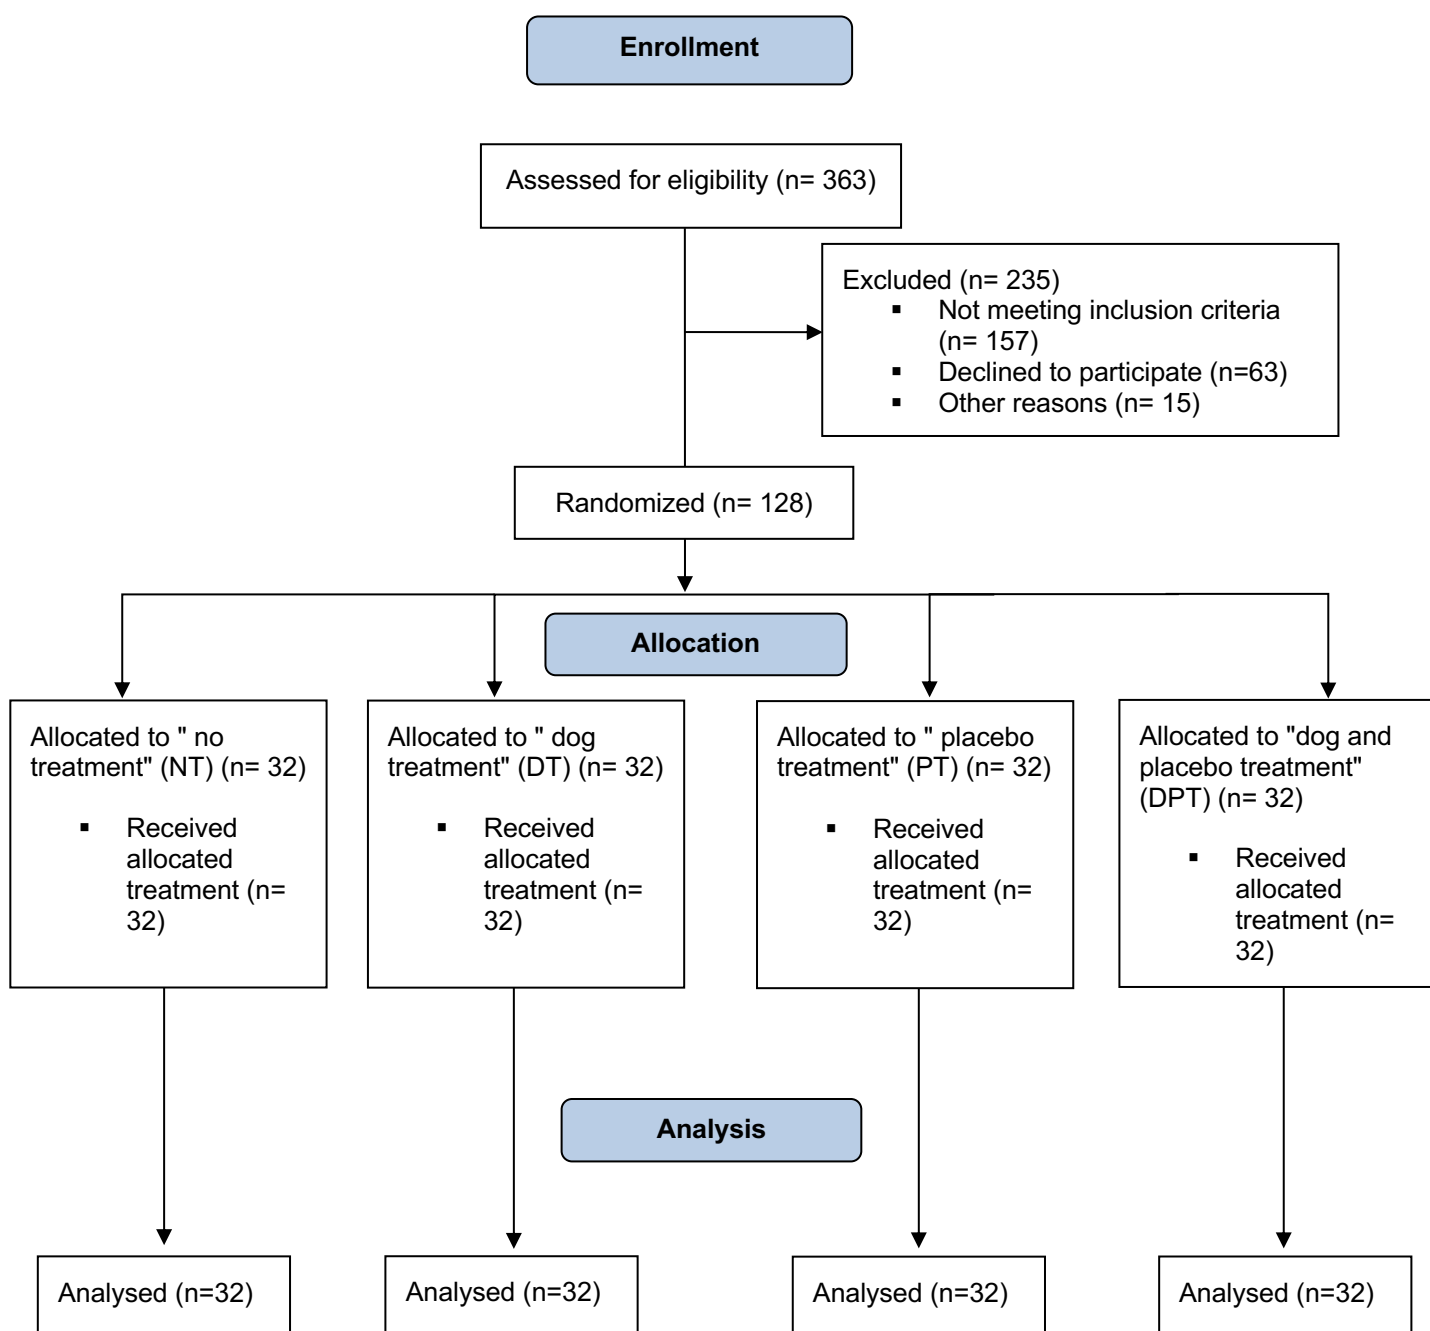 Enrollment
Assessed for eligibility (n= 363)
Excluded (n= 235)
▪ Not meeting inclusion criteria
(n= 157)
▪ Declined to participate (n=63)
▪ Other reasons (n= 15)
Randomized (n= 128)
Allocation
Allocated to " no
treatment" (NT) (n= 32)
▪ Received
allocated
treatment (n=
32)
Allocated to " dog
treatment" (DT) (n= 32)
▪ Received
allocated
treatment (n=
32)
Allocated to " placebo
treatment" (PT) (n= 32)
▪ Received
allocated
treatment (n=
32)
Allocated to "dog and
placebo treatment"
(DPT) (n= 32)
▪ Received
allocated
treatment (n=
32)
Analysis
Analysed (n=32)
Analysed (n=32)
Analysed (n=32)
Analysed (n=32)